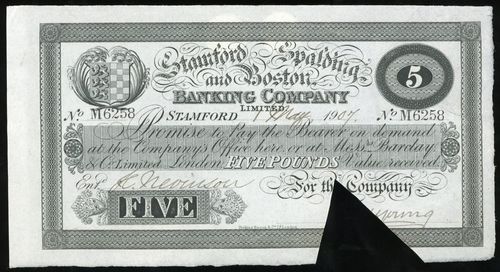 Stamford Spalding
and Boston
BANKING COMPANY
LIMITED
5
No M6258
STAMFORD 1 May 1907.
No M6258
Promise to Pay the Bearer on demand
at the Company's Office here or at Messrs Barclay
& Co. Limited London FIVE POUNDS Value received.
Entd
For the Company
FIVE